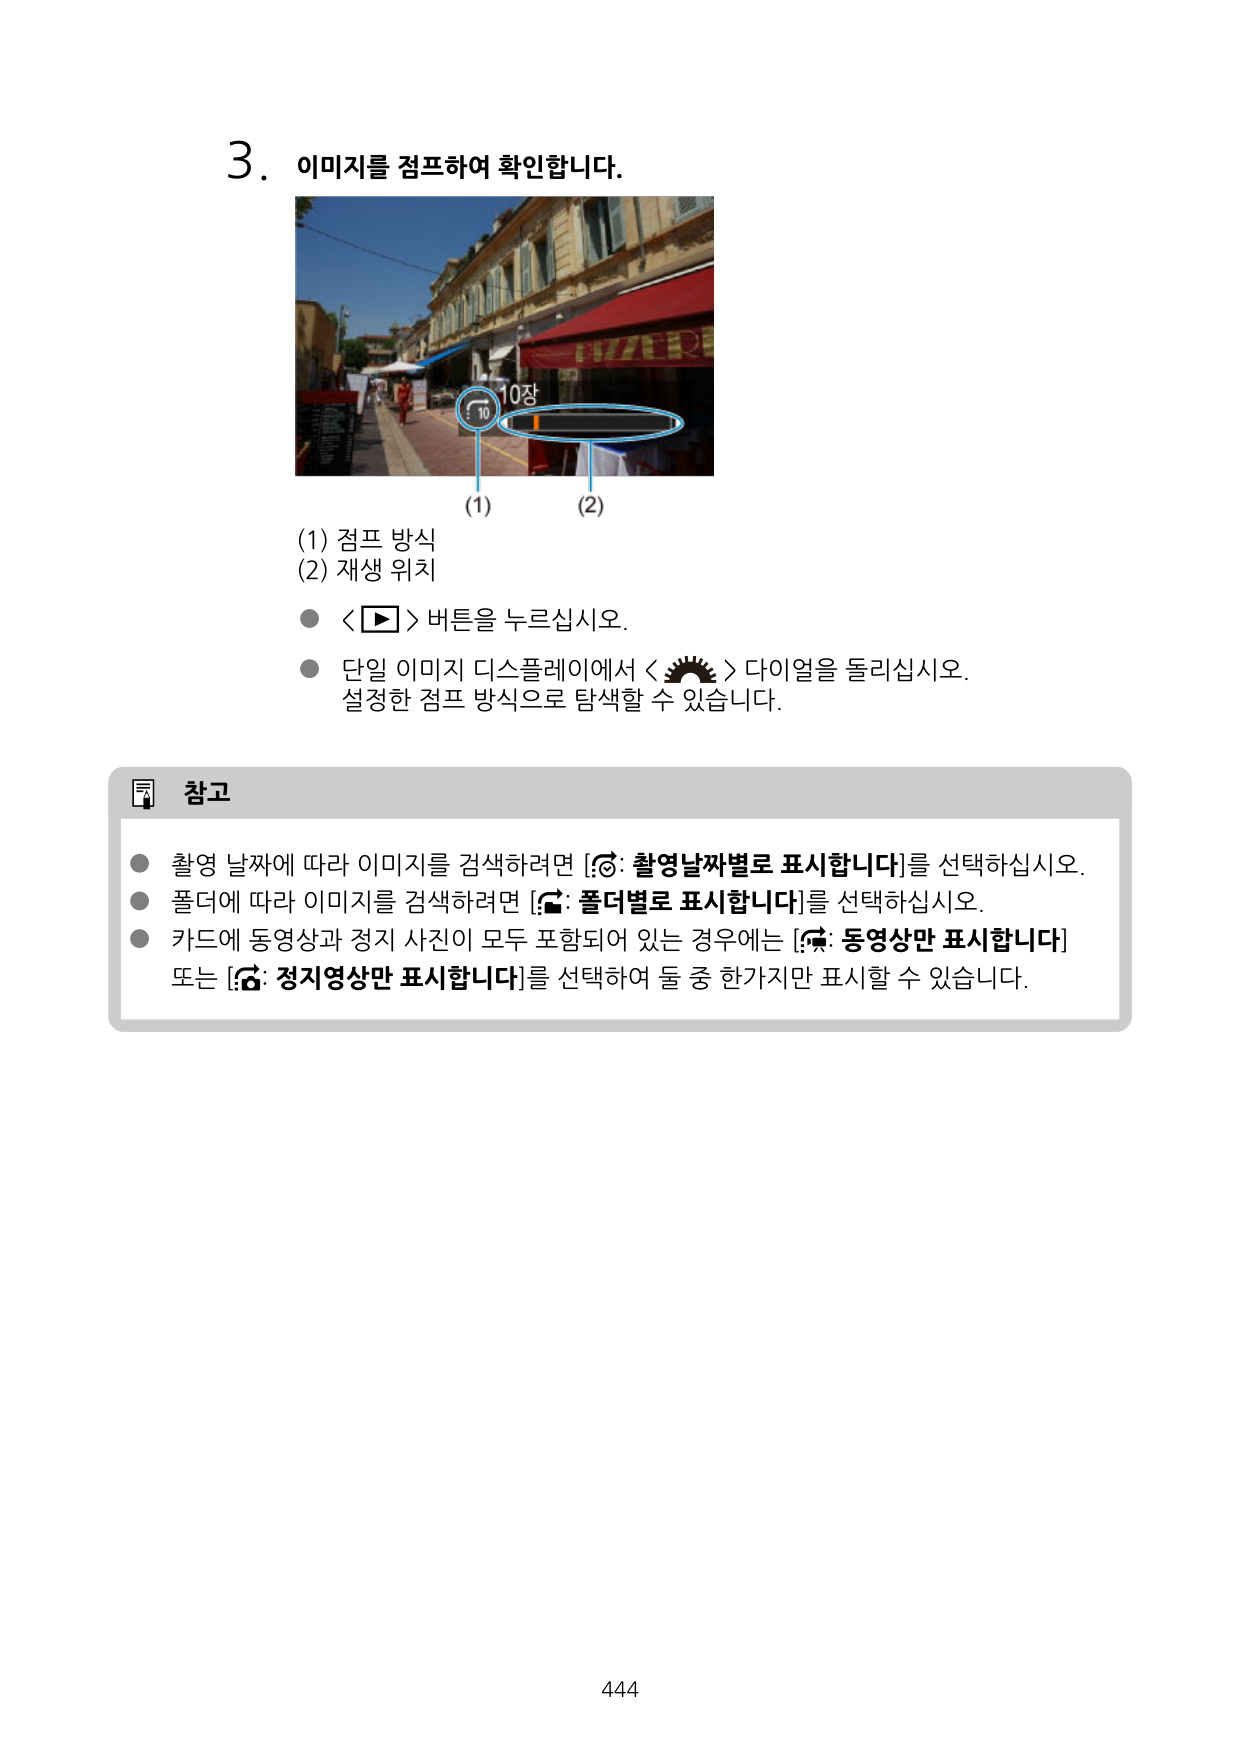 3. 이미지를 점프하여 확인합니다.
PIZZERI
10장
10
(1) (2)
(1) 점프 방식
(2) 재생 위치
● < > 버튼을 누르십시오.
● 단일 이미지 디스플레이에서 < > 다이얼을 돌리십시오.
설정한 점프 방식으로 탐색할 수 있습니다.
참고
● 촬영 날짜에 따라 이미지를 검색하려면 [: 촬영날짜별로 표시합니다]를 선택하십시오.
● 폴더에 따라 이미지를 검색하려면 [: 폴더별로 표시합니다]를 선택하십시오.
● 카드에 동영상과 정지 사진이 모두 포함되어 있는 경우에는 [: 동영상만 표시합니다]
또는 [: 정지영상만 표시합니다]를 선택하여 둘 중 한가지만 표시할 수 있습니다.
444